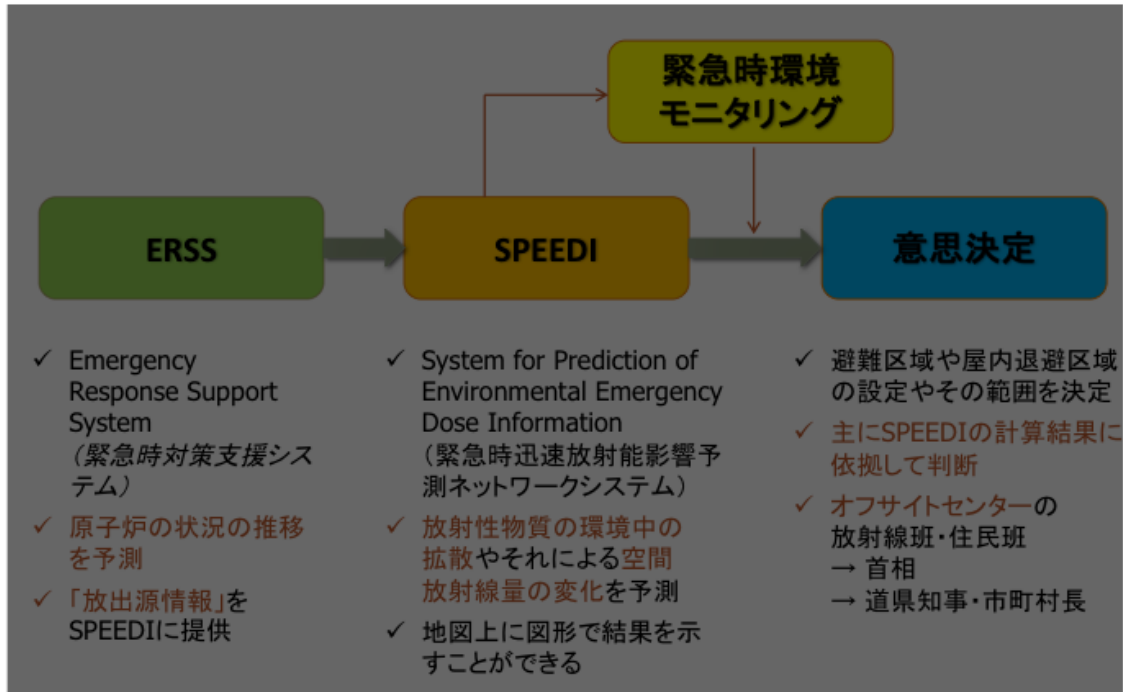 緊急時環境
モニタリング
ERSS
SPEEDI
意思決定
✓ Emergency
Response Support
System
（緊急時対策支援シス
テム）
✓ 原子炉の状況の推移
を予測
✓ 「放出源情報」を
SPEEDIに提供
✓ System for Prediction of
Environmental Emergency
Dose Information
（緊急時迅速放射能影響予
測ネットワークシステム）
✓ 放射性物質の環境中の
拡散やそれによる空間
放射線量の変化を予測
✓ 地図上に図形で結果を示
すことができる
✓ 避難区域や屋内退避区域
の設定やその範囲を決定
✓ 主にSPEEDIの計算結果に
依拠して判断
✓ オフサイトセンターの
放射線班・住民班
→ 首相
→ 道県知事・市町村長